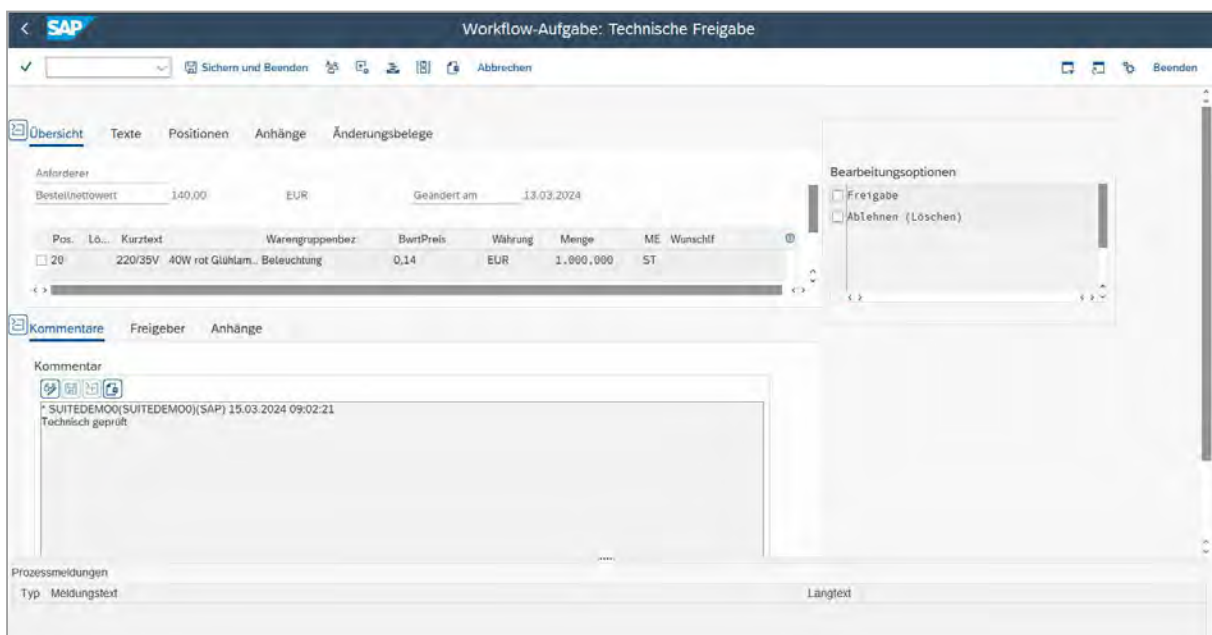 SAP Workflow-Aufgabe: Technische Freigabe
Sichern und Beenden Abbrechen Beenden
Übersicht Texte Positionen Anhänge Änderungsbelege
Anforderer
Bestellnettowert 140,00 EUR Geändert am 13.03.2024
Pos. Lö... Kurztext Warengruppenbez BwrtPreis Währung Menge ME Wunschlf
20 220/35V 40W rot Glühlam... Beleuchtung 0,14 EUR 1.000,000 ST
Bearbeitungsoptionen
Freigabe
Ablehnen (Löschen)
Kommentare Freigeber Anhänge
Kommentar
* SUITEDEMO0(SUITEDEMO0)(SAP) 15.03.2024 09:02:21
Technisch geprüft
Prozessmeldungen
Typ Meldungstext Langtext